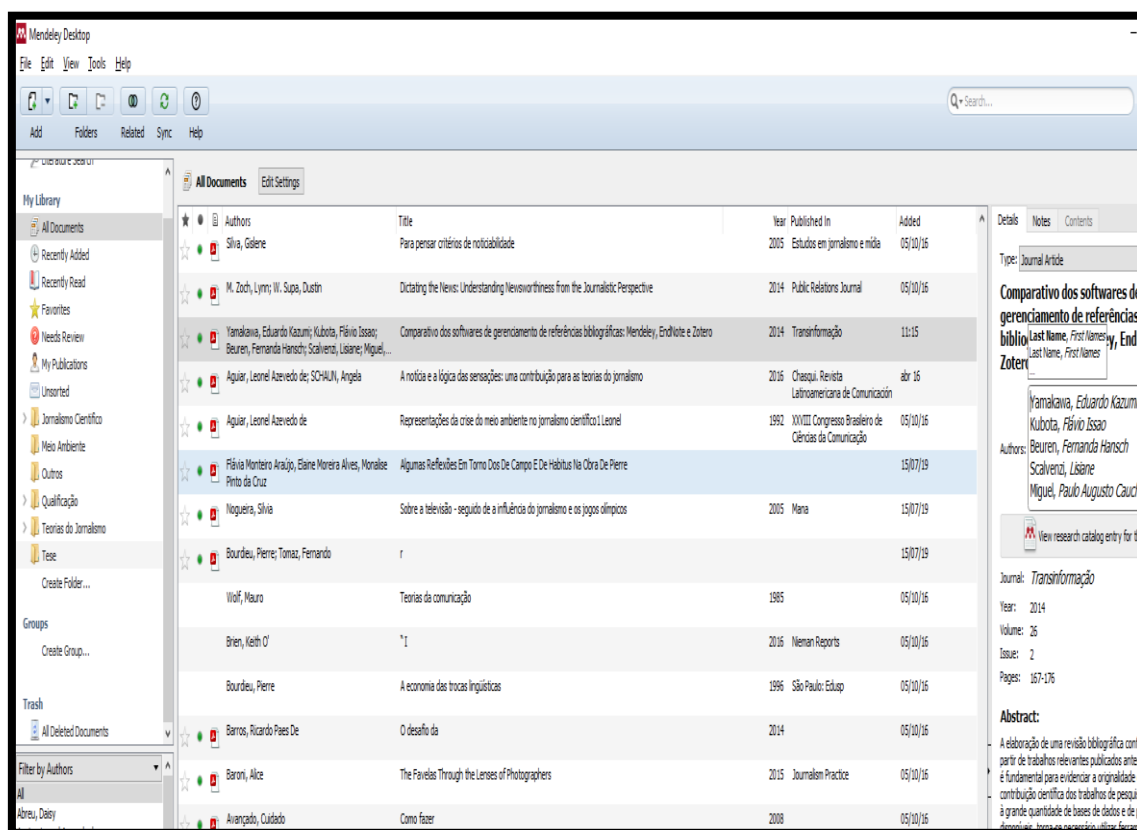 Mendeley Desktop
File Edit View Tools Help
Search...
Add Folders Related Sync Help
Literature Search
My Library
All Documents
Recently Added
Recently Read
Favorites
Needs Review
My Publications
Unsorted
Jornalismo Científico
Meio Ambiente
Outros
Qualificação
Teorias do Jornalismo
Tese
Create Folder...
Groups
Create Group...
Trash
All Deleted Documents
Filter by Authors
All
Abreu, Daisy
All Documents Edit Settings
Authors Title Year Published In Added
Silva, Gislene Para pensar critérios de noticiabilidade 2005 Estudos em jornalismo e mídia 05/10/16
M. Zoch, Lynn; W. Supa, Dustin Dictating the News: Understanding Newsworthiness from the Journalistic Perspective 2014 Public Relations Journal 05/10/16
Yamakawa, Eduardo Kazumi; Kubota, Flávio Issao; Comparativo dos softwares de gerenciamento de referências bibliográficas: Mendeley, EndNote e Zotero 2014 Transinformação 11:15
Beuren, Fernanda Hansch; Scalvenzi, Lisiane; Miguel,...
Aguiar, Leonel Azevedo de; SCHAUN, Angela A notícia e a lógica das sensações: uma contribuição para as teorias do jornalismo 2016 Chasqui. Revista abr 16
Latinoamericana de Comunicación
Aguiar, Leonel Azevedo de Representações da crise do meio ambiente no jornalismo científico1 Leonel 1992 XXVIII Congresso Brasileiro de 05/10/16
Ciências da Comunicação
Flávia Monteiro Araújo, Elaine Moreira Alves, Monalise Algumas Reflexões Em Torno Dos De Campo E De Habitus Na Obra De Pierre 15/07/19
Pinto da Cruz
Nogueira, Silvia Sobre a televisão - seguido de a influência do jornalismo e os jogos olímpicos 2005 Mana 15/07/19
Bourdieu, Pierre; Tomaz, Fernando r 15/07/19
Wolf, Mauro Teorias da comunicação 1985 05/10/16
Brien, Keith O' "I 2016 Nieman Reports 05/10/16
Bourdieu, Pierre A economia das trocas lingüísticas 1996 São Paulo: Edusp 05/10/16
Barros, Ricardo Paes De O desafio da 2014 05/10/16
Baroni, Alice The Favelas Through the Lenses of Photographers 2015 Journalism Practice 05/10/16
Avançado, Cuidado Como fazer 2008 05/10/16
Details Notes Contents
Type: Journal Article
Comparativo dos softwares de
gerenciamento de referências
biblio
Last Name, First Names
y, End
Last Name, First Names
Zoter
Yamakawa, Eduardo Kazumi
Kubota, Flávio Issao
Authors: Beuren, Fernanda Hansch
Scalvenzi, Lisiane
Miguel, Paulo Augusto Cauch
View research catalog entry for th
Journal: Transinformação
Year: 2014
Volume: 26
Issue: 2
Pages: 167-176
Abstract:
A elaboração de uma revisão bibliográfica cont
partir de trabalhos relevantes publicados ante
é fundamental para evidenciar a originalidade
contribuição científica dos trabalhos de pesqui
à grande quantidade de bases de dados e de
disponíveis, torna-se necessário utilizar ferram